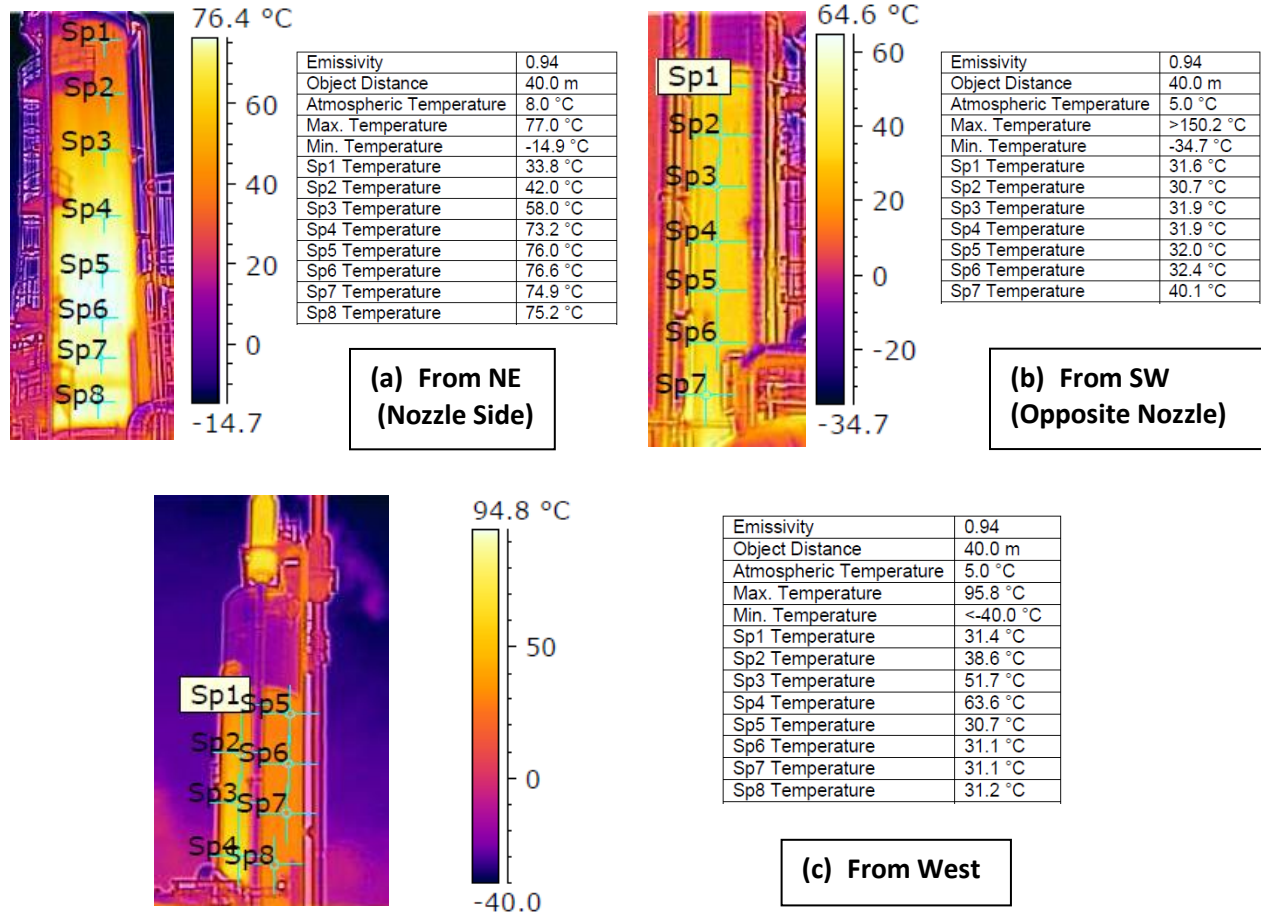 76.4 °C
60
40
20
0
-14.7
Sp1
Sp2
Sp3
Sp4
Sp5
Sp6
Sp7
Sp8
Emissivity 0.94
Object Distance 40.0 m
Atmospheric Temperature 8.0 °C
Max. Temperature 77.0 °C
Min. Temperature -14.9 °C
Sp1 Temperature 33.8 °C
Sp2 Temperature 42.0 °C
Sp3 Temperature 58.0 °C
Sp4 Temperature 73.2 °C
Sp5 Temperature 76.0 °C
Sp6 Temperature 76.6 °C
Sp7 Temperature 74.9 °C
Sp8 Temperature 75.2 °C
(a) From NE
(Nozzle Side)
64.6 °C
60
40
20
0
-20
-34.7
Sp1
Sp2
Sp3
Sp4
Sp5
Sp6
Sp7
Emissivity 0.94
Object Distance 40.0 m
Atmospheric Temperature 5.0 °C
Max. Temperature >150.2 °C
Min. Temperature -34.7 °C
Sp1 Temperature 31.6 °C
Sp2 Temperature 30.7 °C
Sp3 Temperature 31.9 °C
Sp4 Temperature 31.9 °C
Sp5 Temperature 32.0 °C
Sp6 Temperature 32.4 °C
Sp7 Temperature 40.1 °C
(b) From SW
(Opposite Nozzle)
94.8 °C
50
0
-40.0
Sp1 Sp5
Sp2 Sp6
Sp3 Sp7
Sp4 Sp8
Emissivity 0.94
Object Distance 40.0 m
Atmospheric Temperature 5.0 °C
Max. Temperature 95.8 °C
Min. Temperature <-40.0 °C
Sp1 Temperature 31.4 °C
Sp2 Temperature 38.6 °C
Sp3 Temperature 51.7 °C
Sp4 Temperature 63.6 °C
Sp5 Temperature 30.7 °C
Sp6 Temperature 31.1 °C
Sp7 Temperature 31.1 °C
Sp8 Temperature 31.2 °C
(c) From West